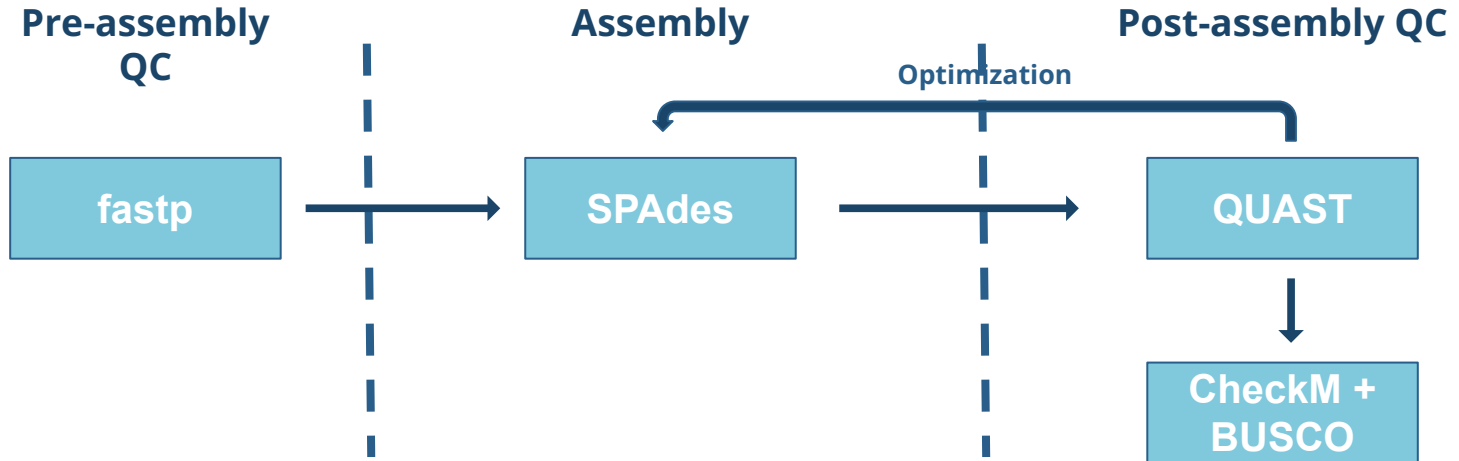 Pre-assembly
QC
Assembly
Post-assembly QC
Optimization
fastp
SPAdes
QUAST
CheckM +
BUSCO